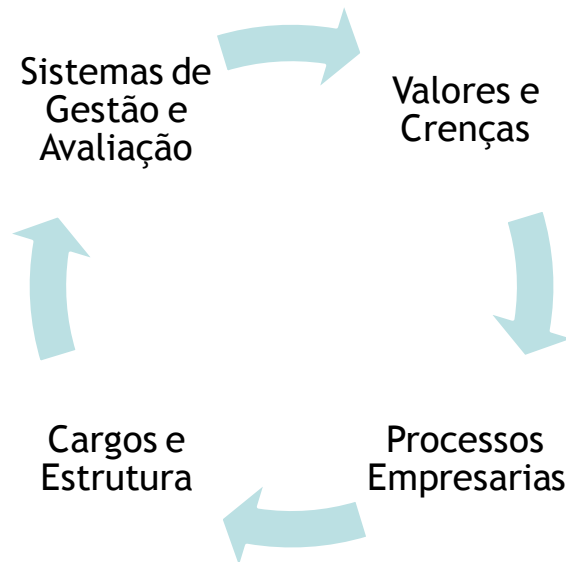 Sistemas de
Gestão e
Avaliação
Valores e
Crenças
Cargos e
Estrutura
Processos
Empresarias